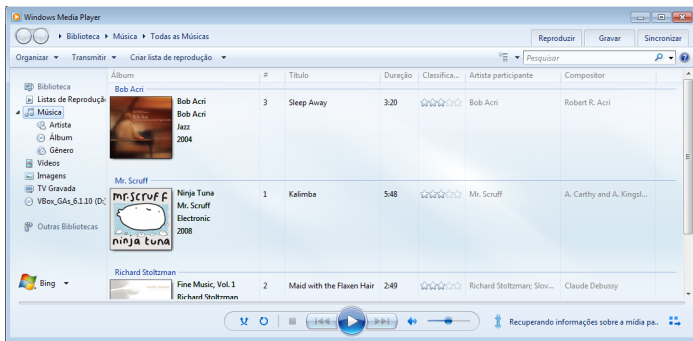 Windows Media Player
Biblioteca Música Todas as Músicas
Reproduzir Gravar Sincronizar
Organizar Transmitir Criar lista de reprodução Pesquisar
Álbum # Título Duração Classifica... Artista participante Compositor
Biblioteca
Listas de Reproduçã
Música
Artista
Álbum
Gênero
Vídeos
Imagens
TV Gravada
VBox_GAs_6.1.10 (D:)
Outras Bibliotecas
Bing
Bob Acri
Bob Acri 3 Sleep Away 3:20 Bob Acri Robert R. Acri
Bob Acri
Jazz
2004
Mr. Scruff
mr.scruff
ninja tuna
Ninja Tuna 1 Kalimba 5:48 Mr. Scruff A. Carthy and A. Kingsl...
Mr. Scruff
Electronic
2008
Richard Stoltzman
Fine Music, Vol. 1 2 Maid with the Flaxen Hair 2:49 Richard Stoltzman; Slov... Claude Debussy
Richard Stoltzman
Recuperando informações sobre a mídia pa..